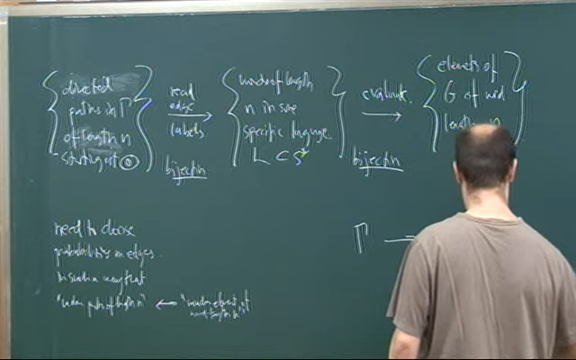 directed
paths in Γ
of length n
starting at ⓪
read
edge
labels
bijection
words of length
n in some
specific language
L ⊂ S*
evaluate
bijection
elements of
G of word
length n
need to choose
probabilities on edges
in such a way that
"random path of length n" ← "random element of
word length n"
Γ →